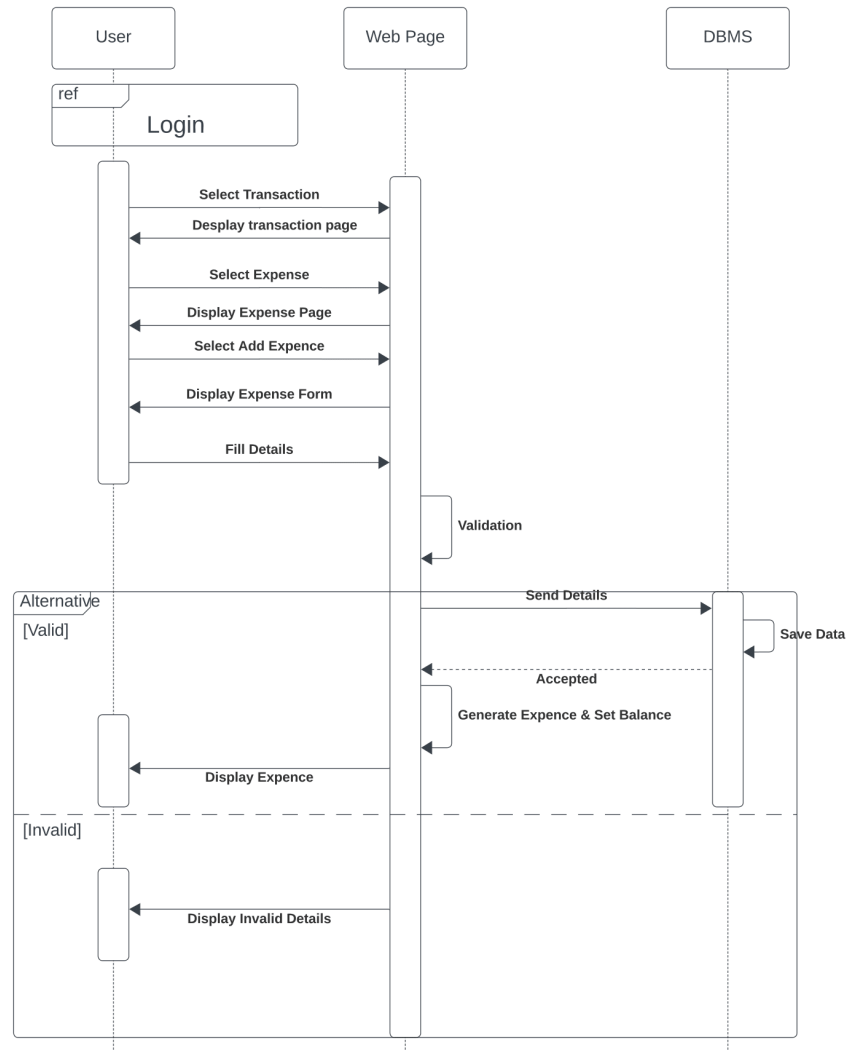 User
Web Page
DBMS
ref
Login
Select Transaction
Desplay transaction page
Select Expense
Display Expense Page
Select Add Expence
Display Expense Form
Fill Details
Validation
Alternative
Send Details
[Valid]
Save Data
Accepted
Generate Expence & Set Balance
Display Expence
[Invalid]
Display Invalid Details